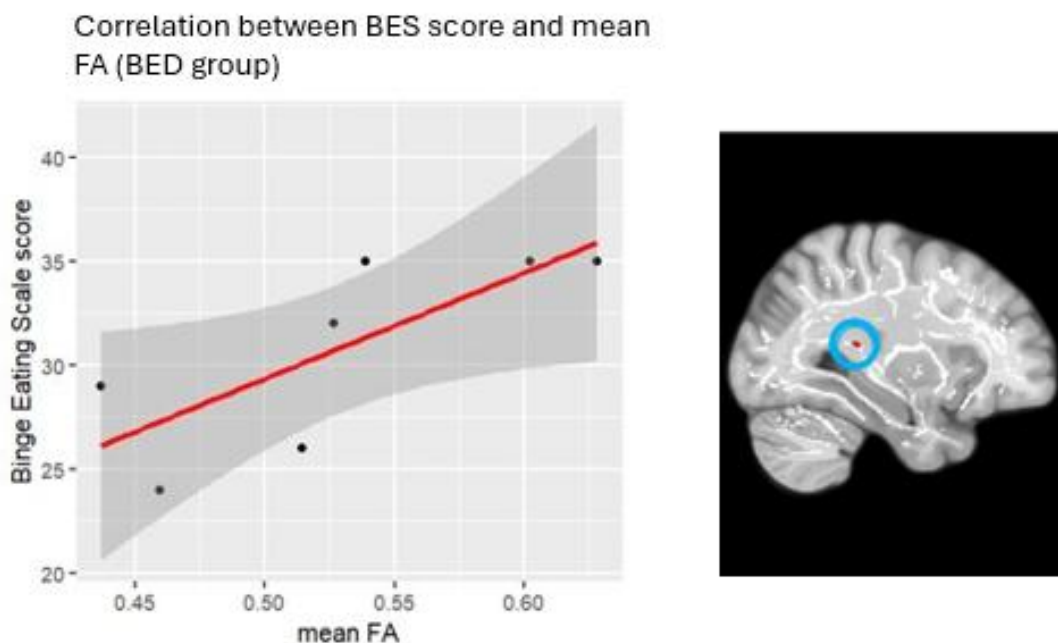 Correlation between BES score and mean
FA (BED group)
Binge Eating Scale score
40
35
30
25
20
0.45
0.50
0.55
0.60
mean FA